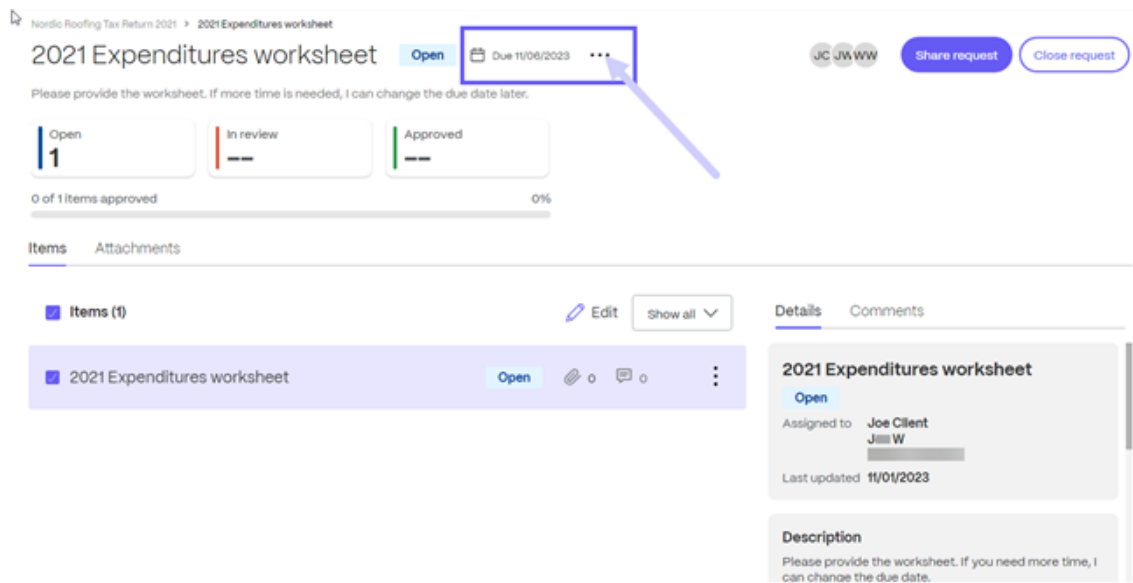 Nordic Roofing Tax Return 2021 > 2021 Expenditures worksheet
2021 Expenditures worksheet Open Due 11/06/2023 ••• JC JW WW Share request Close request
Please provide the worksheet. If more time is needed, I can change the due date later.
Open In review Approved
1 -- --
0 of 1 items approved 0%
Items Attachments
Items (1) Edit Show all Details Comments
2021 Expenditures worksheet Open 0 0
2021 Expenditures worksheet
Open
Assigned to Joe Client
W
Last updated 11/01/2023
Description
Please provide the worksheet. If you need more time, I
can change the due date.